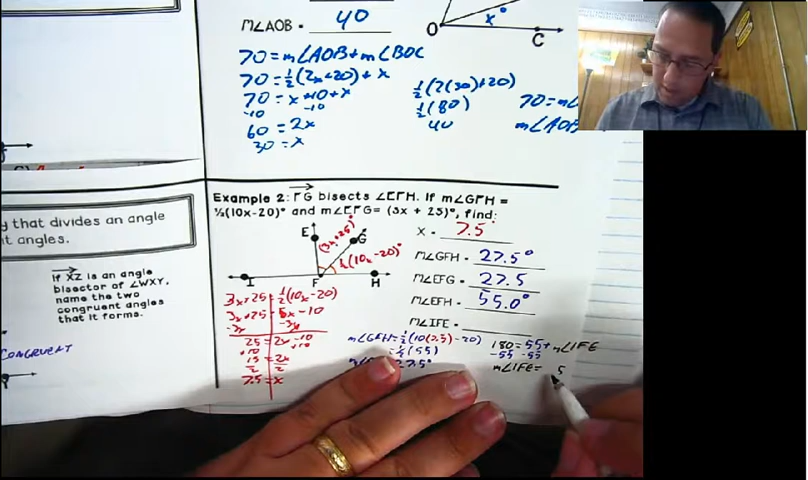 m∠AOB = 40
70 = m∠AOB + m∠BOC
70 = ½(2x+20) + x
70 = x+10+x
-10 -10
60 = 2x
30 = x
½(2(30)+20)
½(80)
40
70 = m∠
m∠AOB
O
x°
C
y that divides an angle
nt angles.
If XZ is an angle
bisector of ∠WXY,
name the two
congruent angles
that it forms.
CONGRUENT
Example 2: FG bisects ∠EFH. If m∠GFH =
½(10x-20)° and m∠EFG= (3x + 25)°, find:
x = 7.5°
m∠GFH = 27.5°
m∠EFG = 27.5
m∠EFH = 55.0°
m∠IFE =
E
(3x+25)°
G
½(10x-20)°
I
F
H
3x+25 = ½(10x-20)
3x+25 = 5x-10
-3x -3x
25 = 2x-10
+10 +10
15 = 2x
2 2
7.5 = x
m∠GFH = ½(10(7.5)-20)
= ½(55)
27.5°
180 = 55 + m∠IFE
-55 -55
m∠IFE = 5